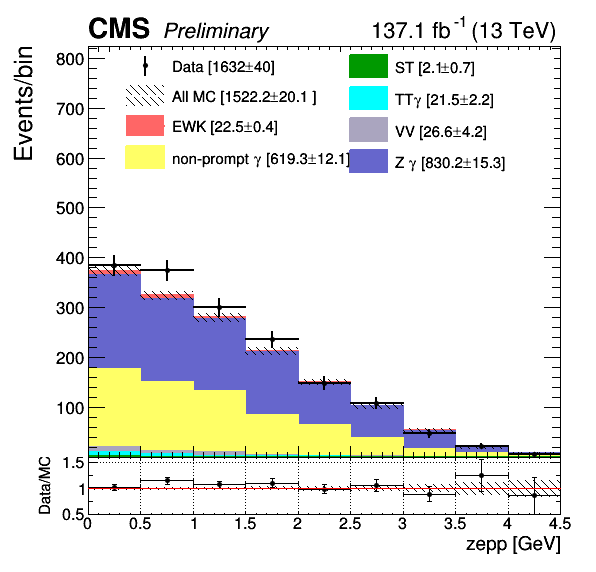 CMS Preliminary 137.1 fb⁻¹ (13 TeV)
Events/bin
800
700
600
500
400
300
200
100
Data [1632±40]
All MC [1522.2±20.1 ]
EWK [22.5±0.4]
non-prompt γ [619.3±12.1]
ST [2.1±0.7]
TTγ [21.5±2.2]
VV [26.6±4.2]
Z γ [830.2±15.3]
Data/MC
1.5
1
0.5
0 0.5 1 1.5 2 2.5 3 3.5 4 4.5
zepp [GeV]